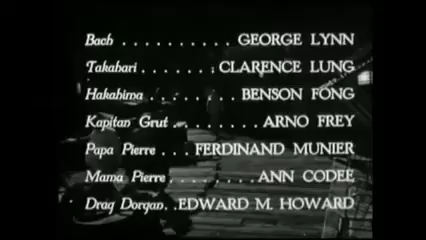 Bach .......... GEORGE LYNN
Takahari ....... CLARENCE LUNG
Hakahima ......... BENSON FONG
Kapitan Grut ......... ARNO FREY
Papa Pierre ... FERDINAND MUNIER
Mama Pierre ........ ANN CODEE
Drag Dorgan..EDWARD M. HOWARD